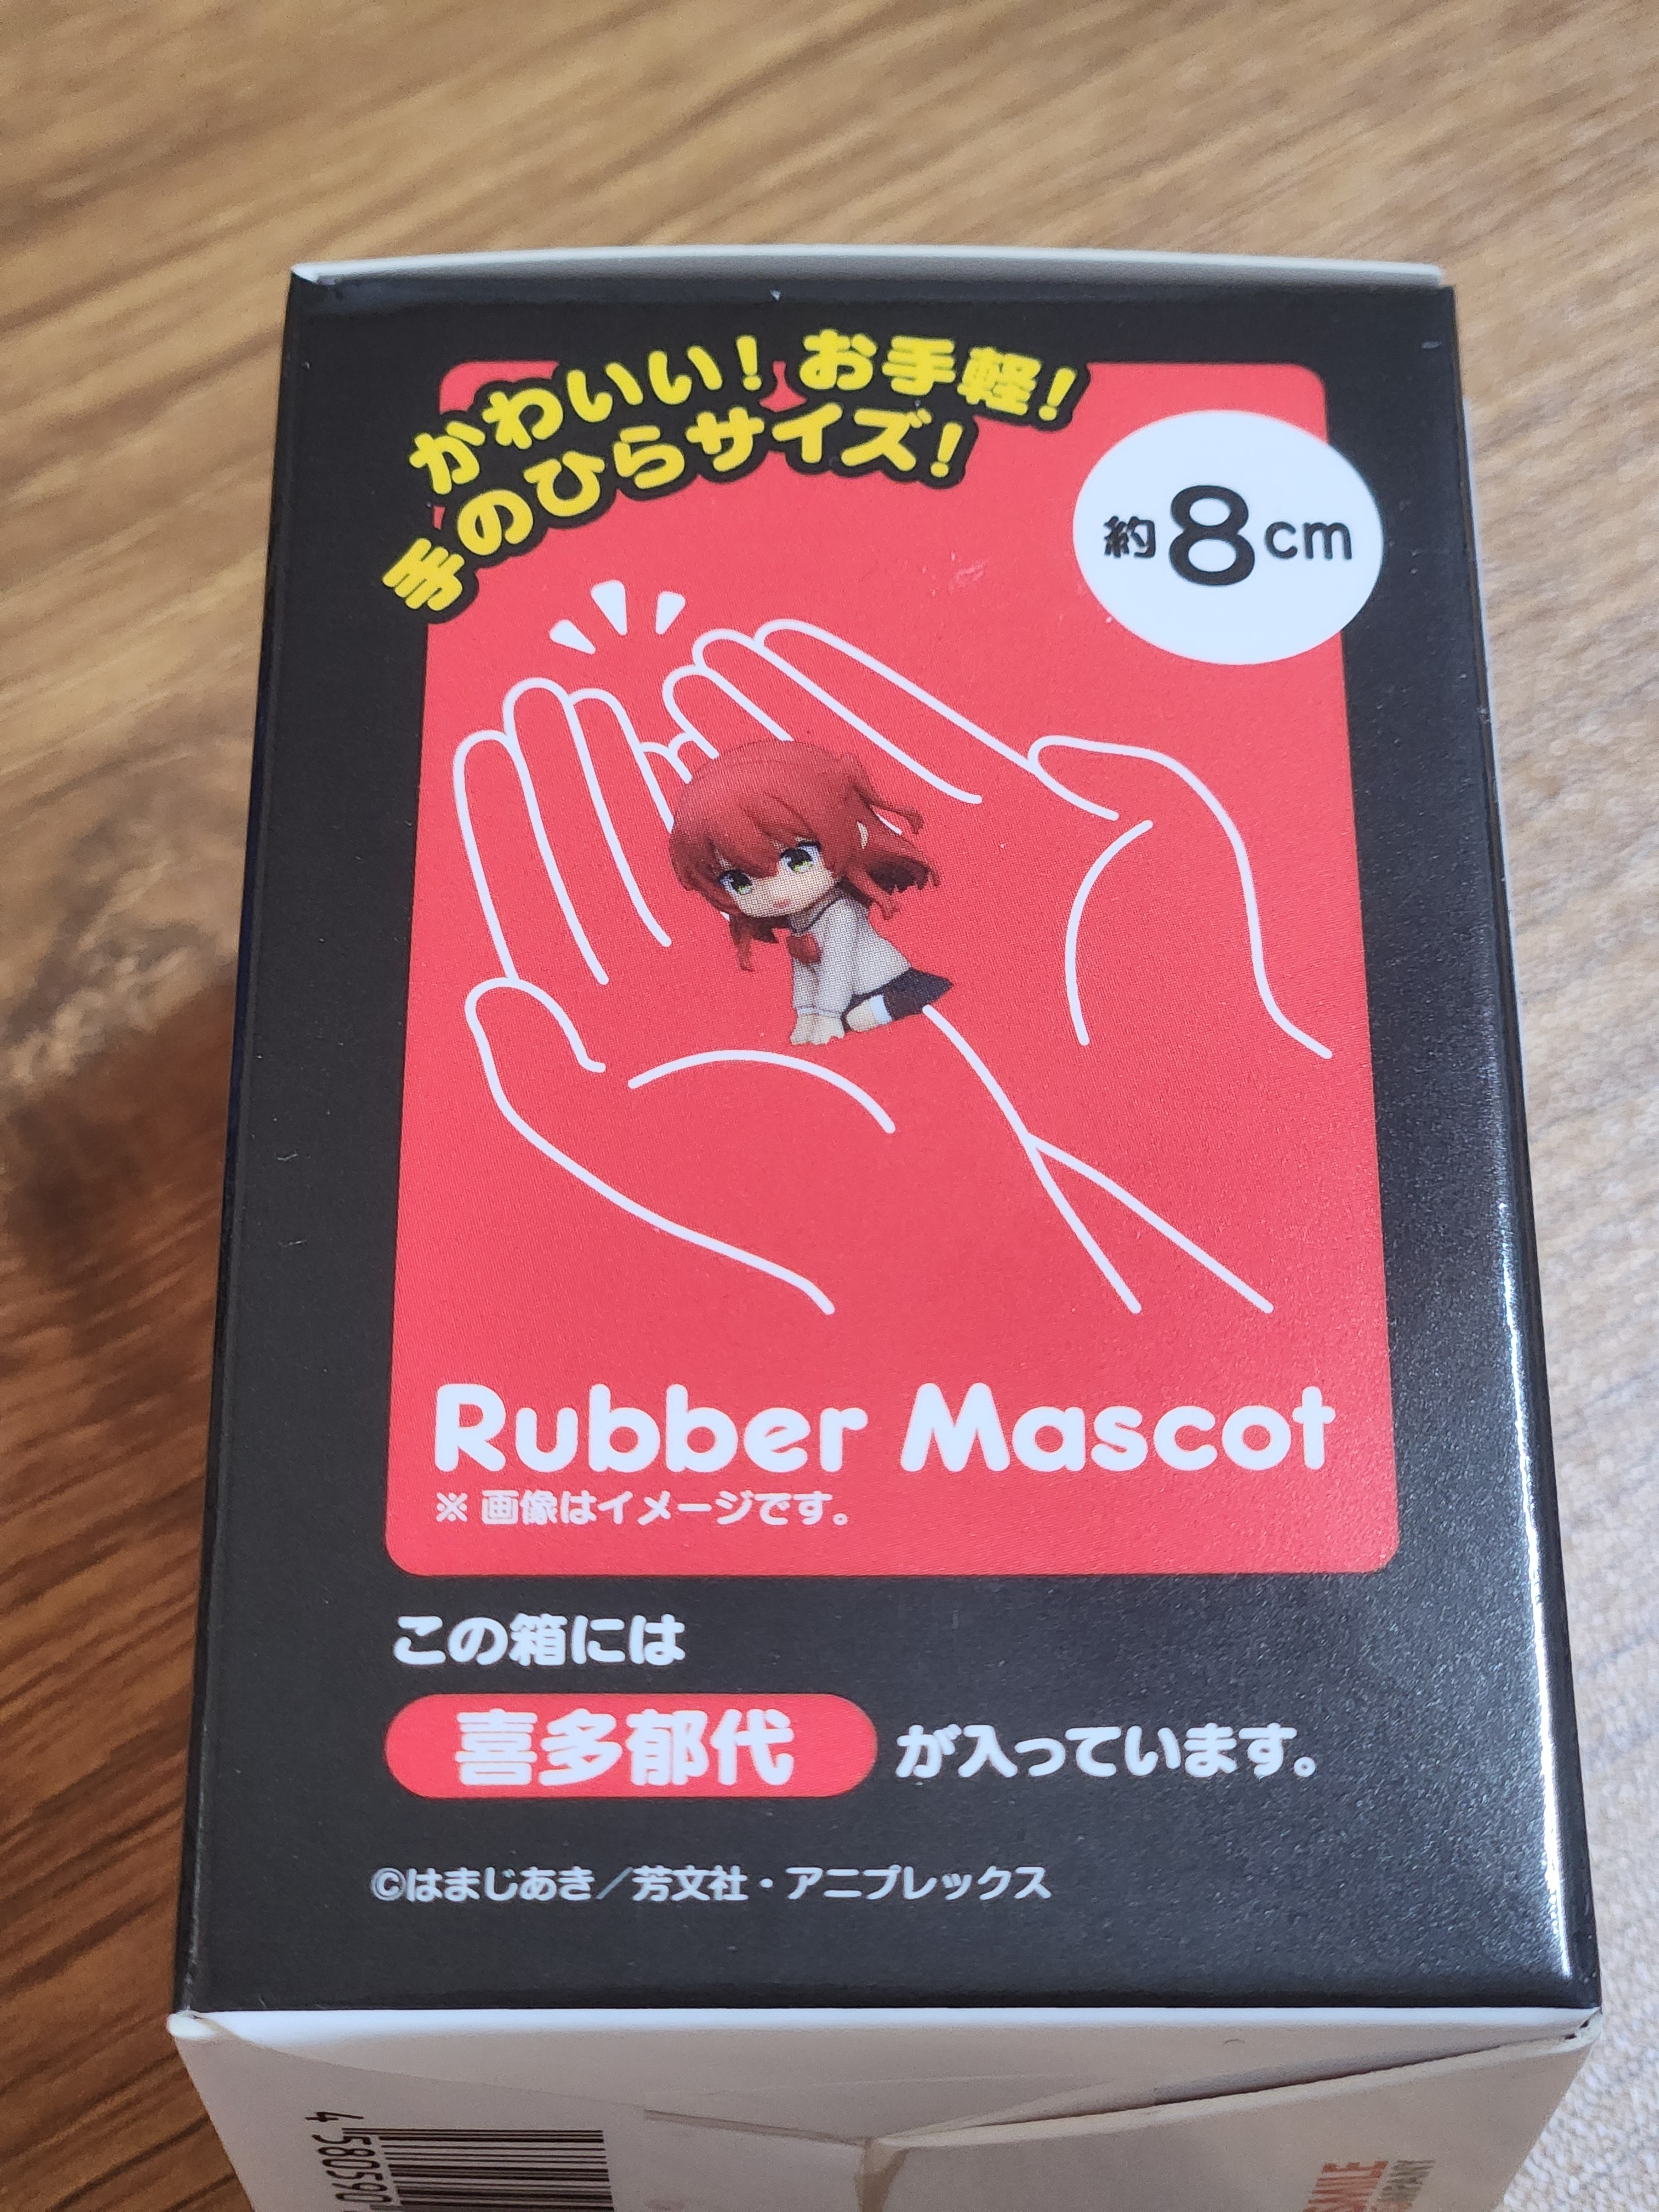 かわいい！お手軽！
手のひらサイズ！
約8cm
Rubber Mascot
※ 画像はイメージです。
この箱には
喜多郁代が入っています。
©はまじあき／芳文社・アニプレックス
4 580590